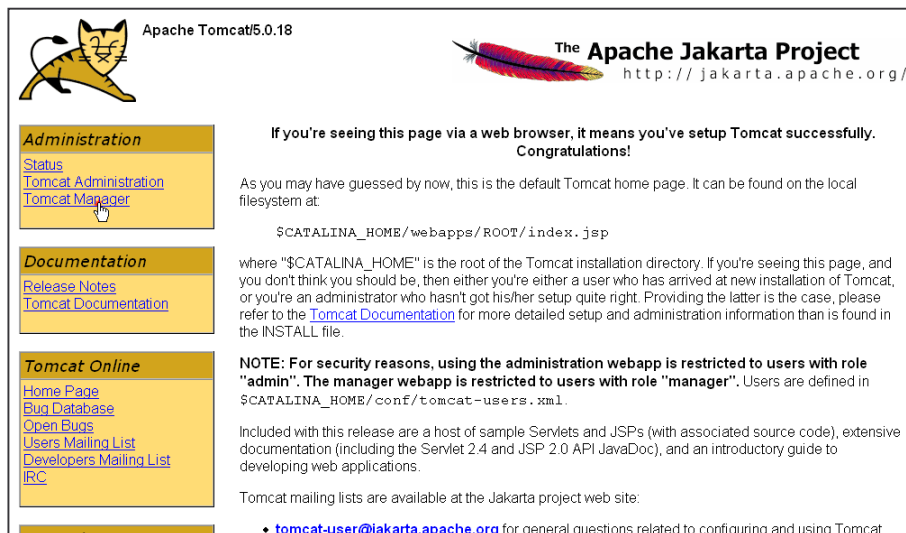 Apache Tomcat/5.0.18
The Apache Jakarta Project
http://jakarta.apache.org/
Administration
Status
Tomcat Administration
Tomcat Manager
Documentation
Release Notes
Tomcat Documentation
Tomcat Online
Home Page
Bug Database
Open Bugs
Users Mailing List
Developers Mailing List
IRC
If you're seeing this page via a web browser, it means you've setup Tomcat successfully.
Congratulations!
As you may have guessed by now, this is the default Tomcat home page. It can be found on the local
filesystem at:
$CATALINA_HOME/webapps/ROOT/index.jsp
where "$CATALINA_HOME" is the root of the Tomcat installation directory. If you're seeing this page, and
you don't think you should be, then either you're either a user who has arrived at new installation of Tomcat,
or you're an administrator who hasn't got his/her setup quite right. Providing the latter is the case, please
refer to the Tomcat Documentation for more detailed setup and administration information than is found in
the INSTALL file.
NOTE: For security reasons, using the administration webapp is restricted to users with role
"admin". The manager webapp is restricted to users with role "manager". Users are defined in
$CATALINA_HOME/conf/tomcat-users.xml.
Included with this release are a host of sample Servlets and JSPs (with associated source code), extensive
documentation (including the Servlet 2.4 and JSP 2.0 API JavaDoc), and an introductory guide to
developing web applications.
Tomcat mailing lists are available at the Jakarta project web site:
• tomcat-user@jakarta.apache.org for general questions related to configuring and using Tomcat